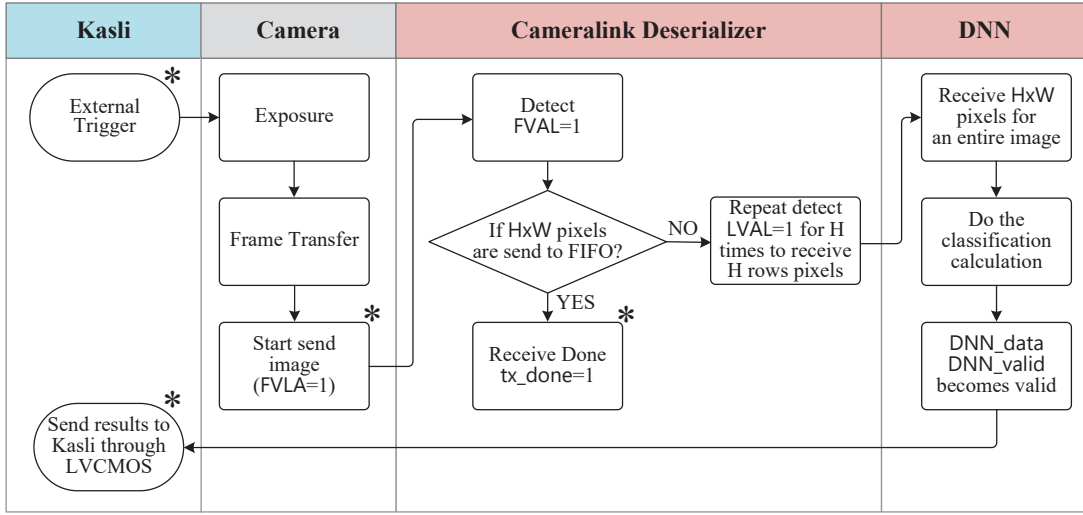 Kasli
Camera
Cameralink Deserializer
DNN
External
Trigger
*
Exposure
Frame Transfer
Start send
image
(FVLA=1)
*
Detect
FVAL=1
If HxW pixels
are send to FIFO?
NO
YES
Receive Done
tx_done=1
*
Repeat detect
LVAL=1 for H
times to receive
H rows pixels
Receive HxW
pixels for
an entire image
Do the
classification
calculation
DNN_data
DNN_valid
becomes valid
Send results to
Kasli through
LVCMOS
*